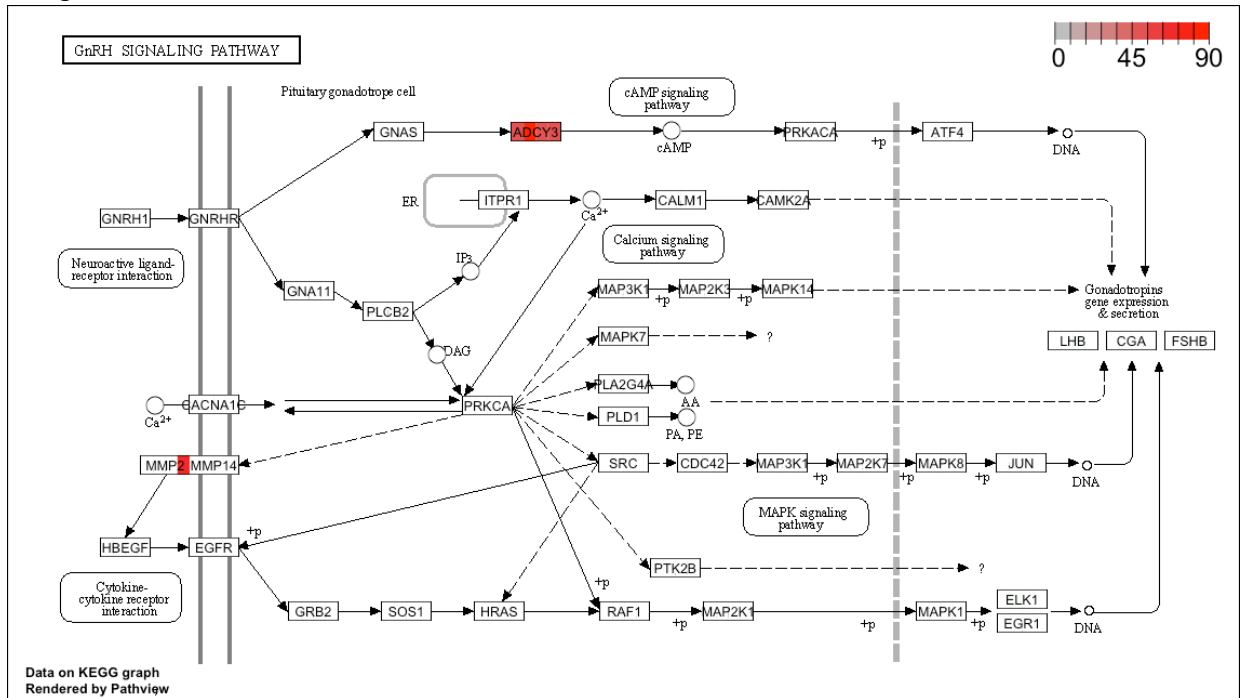 GnRH SIGNALING PATHWAY
0 45 90
Pituitary gonadotrope cell
cAMP signaling
pathway
GNAS
ADCY3
cAMP
PRKACA
+p
ATF4
DNA
ER
ITPR1
Ca2+
CALM1
CAMK2A
GNRH1
GNRHR
Calcium signaling
pathway
Neuroactive ligand-
receptor interaction
IP3
GNA11
PLCB2
MAP3K1
+p
MAP2K3
+p
MAPK14
Gonadotropins
gene expression
& secretion
MAPK7
?
LHB
CGA
FSHB
DAG
PLA2G4A
AA
Ca2+
CACNA1C
PRKCA
PLD1
PA, PE
MMP2
MMP14
SRC
CDC42
MAP3K1
+p
MAP2K7
+p
MAPK8
+p
JUN
DNA
MAPK signaling
pathway
+p
HBEGF
EGFR
PTK2B
?
Cytokine-
cytokine receptor
interaction
+p
GRB2
SOS1
HRAS
RAF1
+p
MAP2K1
+p
MAPK1
+p
ELK1
EGR1
DNA
Data on KEGG graph
Rendered by Pathview